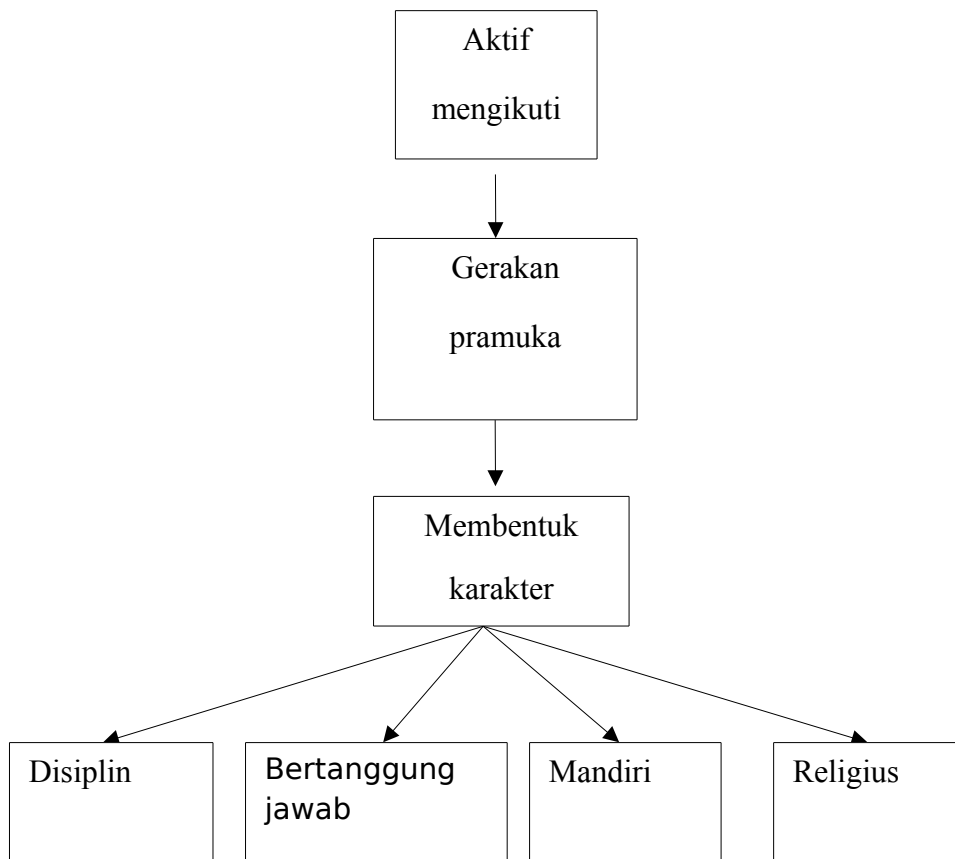 Aktif
mengikuti
Gerakan
pramuka
Membentuk
karakter
Disiplin
Bertanggung
jawab
Mandiri
Religius